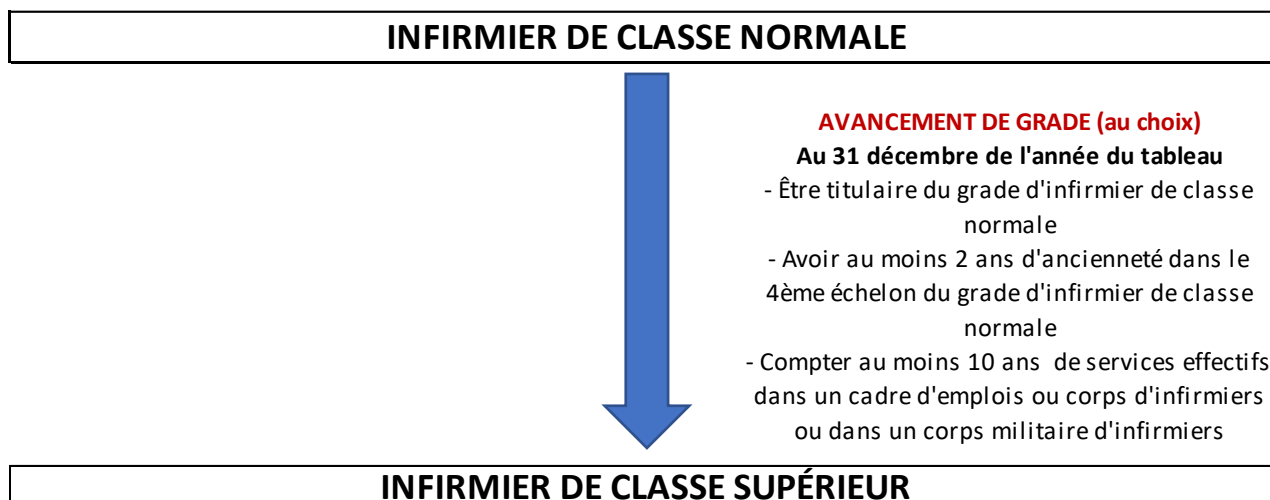 INFIRMIER DE CLASSE NORMALE
AVANCEMENT DE GRADE (au choix)
Au 31 décembre de l'année du tableau
- Être titulaire du grade d'infirmier de classe
normale
- Avoir au moins 2 ans d'ancienneté dans le
4ème échelon du grade d'infirmier de classe
normale
- Compter au moins 10 ans de services effectifs
dans un cadre d'emplois ou corps d'infirmiers
ou dans un corps militaire d'infirmiers
INFIRMIER DE CLASSE SUPÉRIEUR